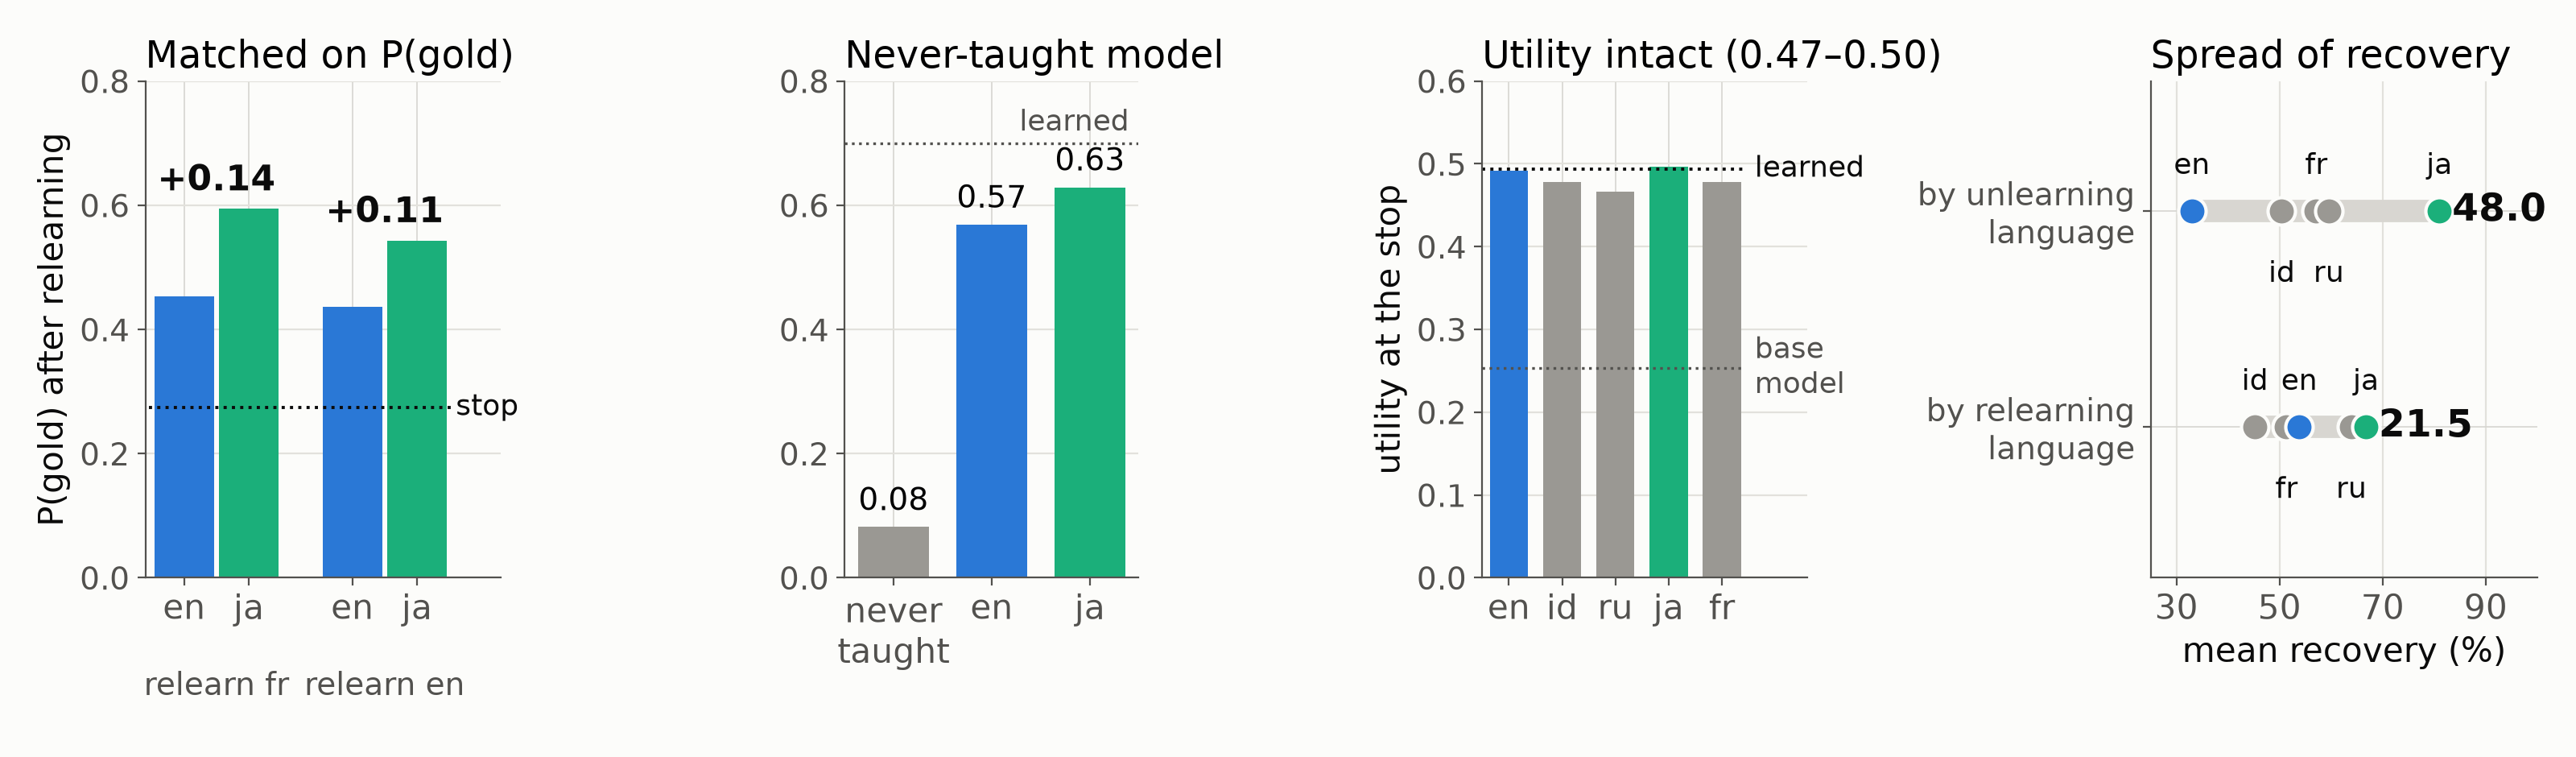 Matched on P(gold)
P(gold) after relearning
0.8
0.6
0.4
0.2
0.0
+0.14
+0.11
stop
en ja en ja
relearn fr relearn en
Never-taught model
0.8
0.6
0.4
0.2
0.0
learned
0.08
0.57
0.63
never
taught
en
ja
Utility intact (0.47–0.50)
utility at the stop
0.6
0.5
0.4
0.3
0.2
0.1
0.0
learned
base
model
en id ru ja fr
Spread of recovery
by unlearning
language
en fr ja
48.0
id ru
by relearning
language
id en ja
21.5
fr ru
30 50 70 90
mean recovery (%)